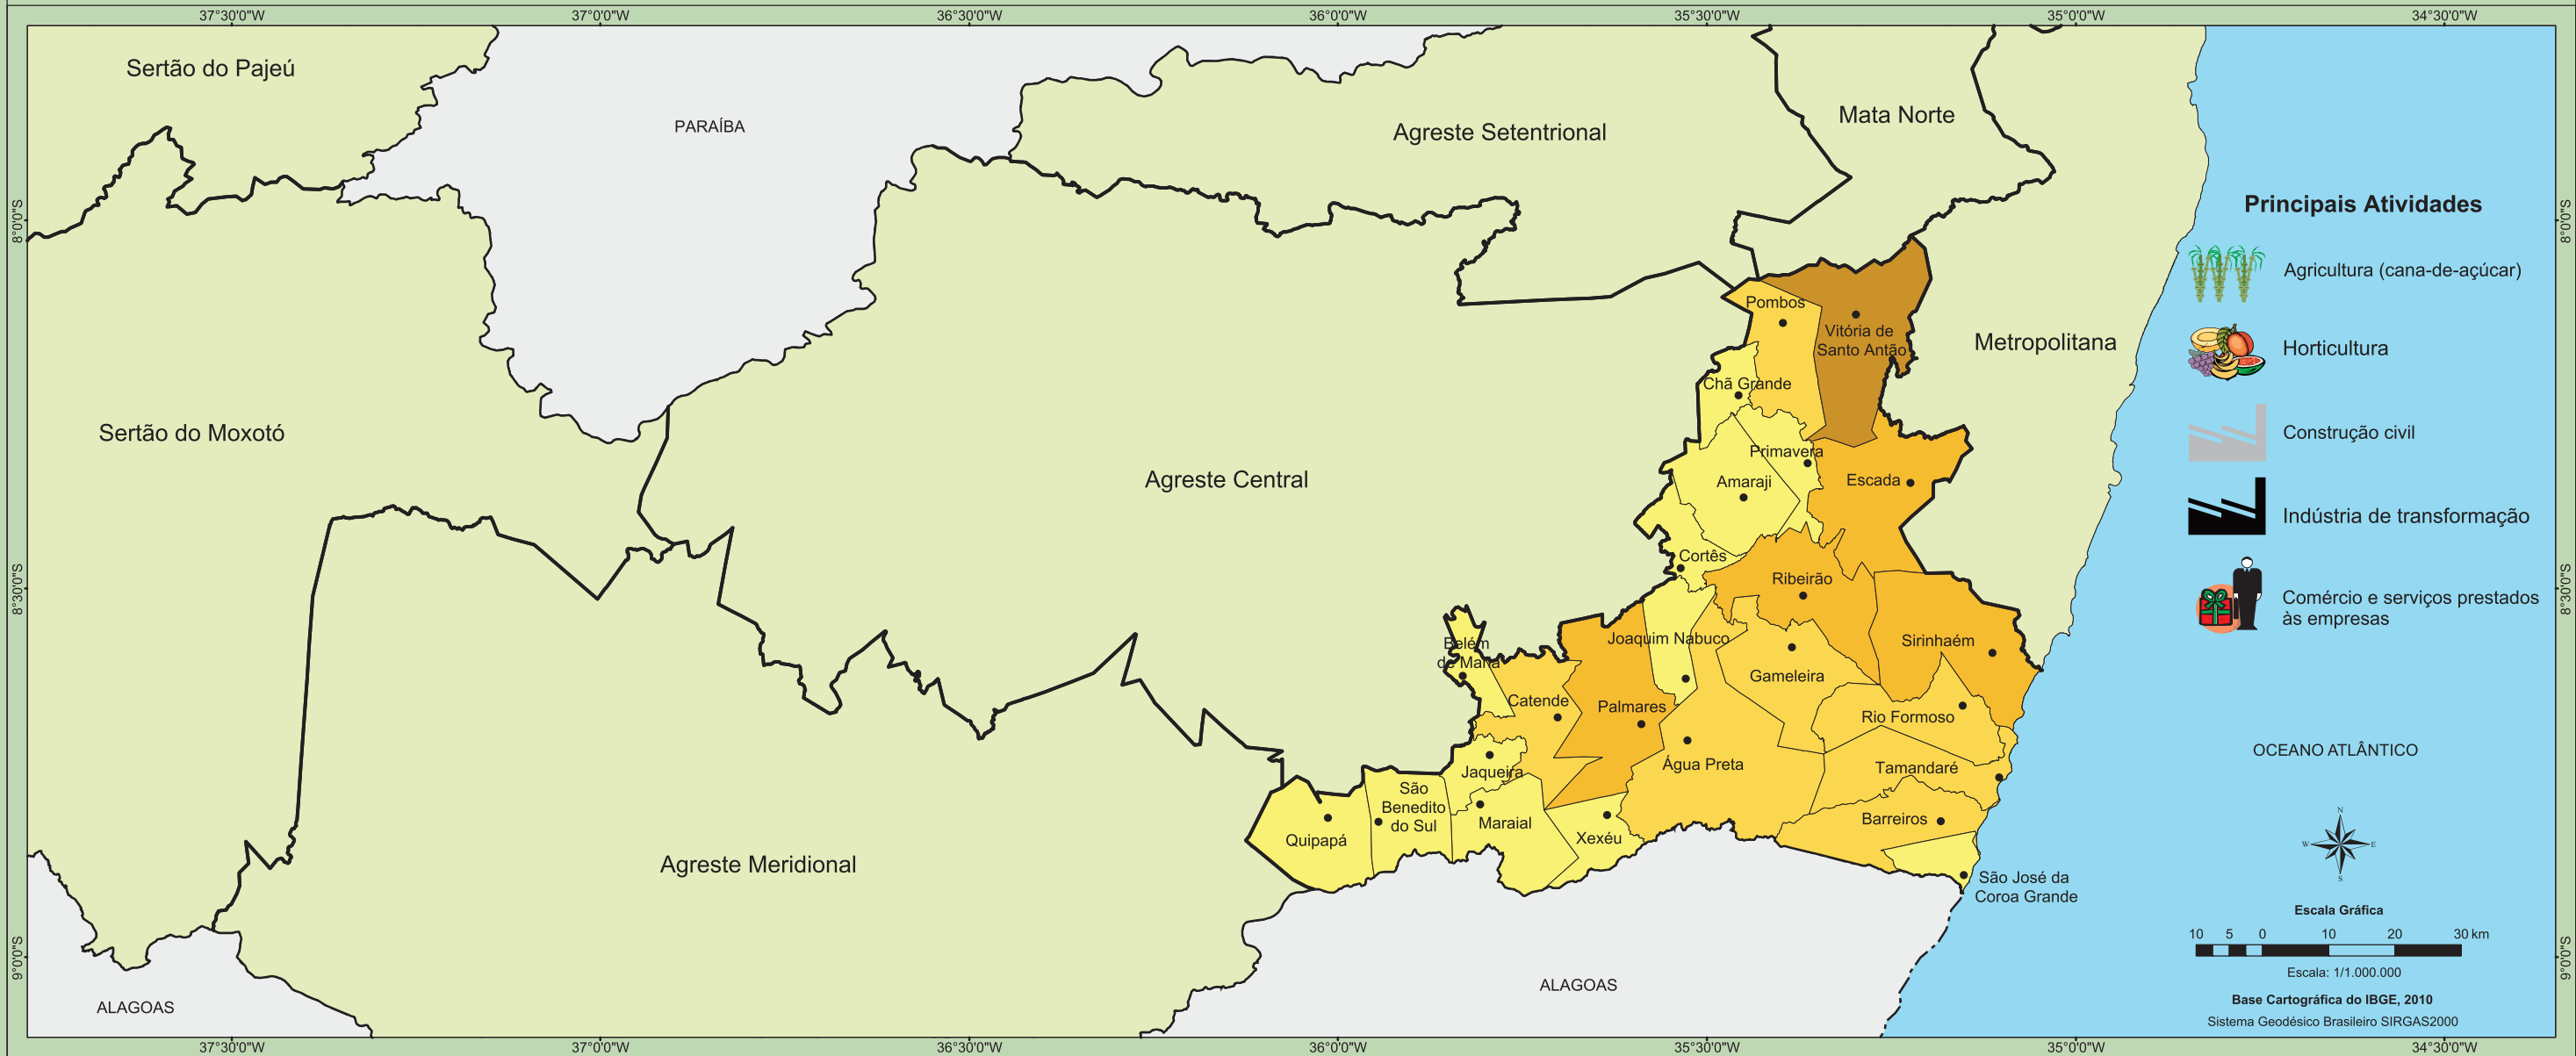 37°30'0"W
37°0'0"W
36°30'0"W
36°0'0"W
35°30'0"W
35°0'0"W
34°30'0"W
Sertão do Pajeú
PARAÍBA
Agreste Setentrional
Mata Norte
8°0'0"S
8°0'0"S
Principais Atividades
Agricultura (cana-de-açúcar)
Horticultura
Construção civil
Indústria de transformação
Comércio e serviços prestados
às empresas
Metropolitana
Sertão do Moxotó
Agreste Central
Pombos
Vitória de
Santo Antão
Chã Grande
Primavera
Amaraji
Escada
Cortês
Ribeirão
8°30'0"S
8°30'0"S
Joaquim Nabuco
Sirinhaém
Belém
de Maria
Gameleira
Catende
Palmares
Rio Formoso
Água Preta
Tamandaré
Jaqueira
São
Benedito
do Sul
Maraial
Barreiros
Quipapá
Xexéu
São José da
Coroa Grande
Agreste Meridional
OCEANO ATLÂNTICO
N
W
E
S
Escala Gráfica
10 5 0 10 20 30 km
Escala: 1/1.000.000
Base Cartográfica do IBGE, 2010
Sistema Geodésico Brasileiro SIRGAS2000
9°0'0"S
9°0'0"S
ALAGOAS
ALAGOAS
37°30'0"W
37°0'0"W
36°30'0"W
36°0'0"W
35°30'0"W
35°0'0"W
34°30'0"W